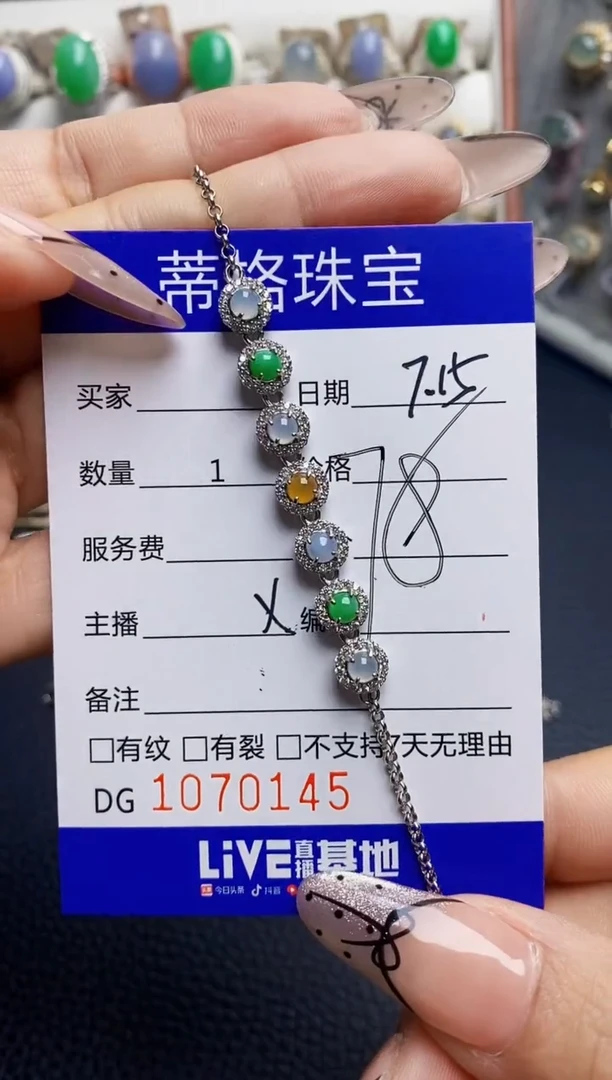 蒂格珠宝
买家 日期 7.15
数量 1 价格 78
服务费
主播 X 编
备注
□有纹 □有裂 □不支持7天无理由
DG 1070145
LiVE直播基地
今日头条 抖音